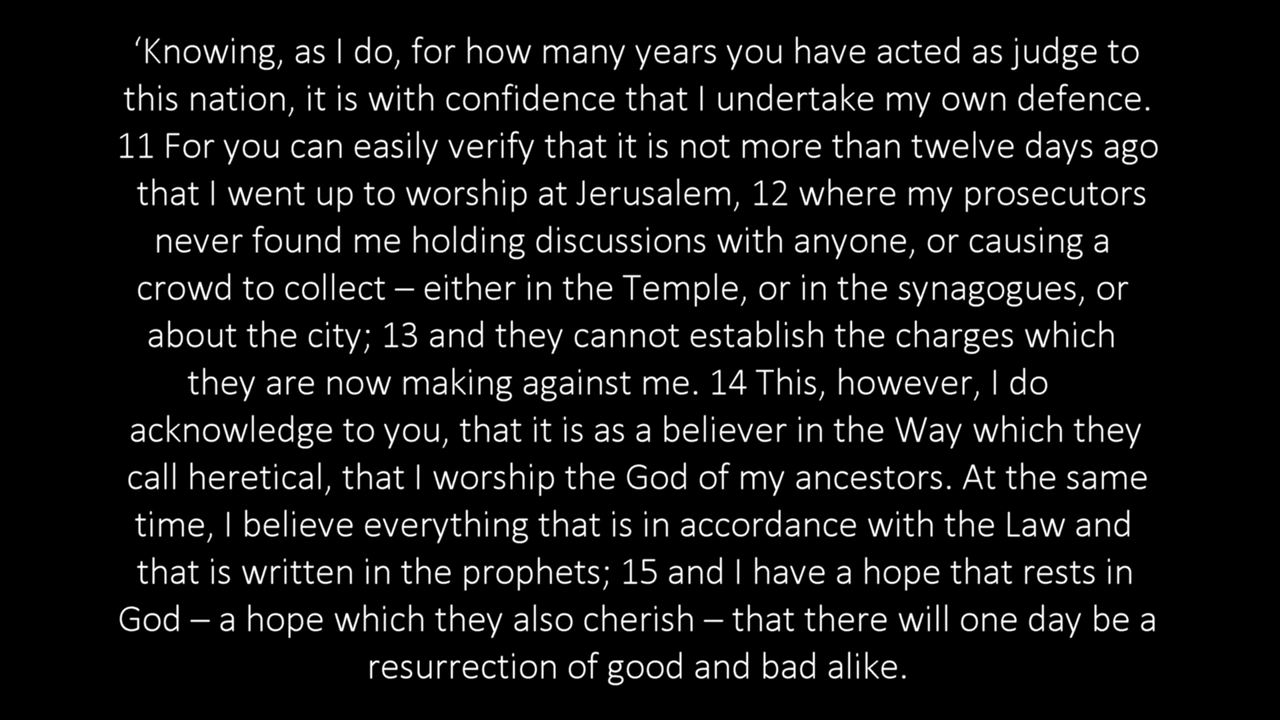 ‘Knowing, as I do, for how many years you have acted as judge to
this nation, it is with confidence that I undertake my own defence.
11 For you can easily verify that it is not more than twelve days ago
that I went up to worship at Jerusalem, 12 where my prosecutors
never found me holding discussions with anyone, or causing a
crowd to collect – either in the Temple, or in the synagogues, or
about the city; 13 and they cannot establish the charges which
they are now making against me. 14 This, however, I do
acknowledge to you, that it is as a believer in the Way which they
call heretical, that I worship the God of my ancestors. At the same
time, I believe everything that is in accordance with the Law and
that is written in the prophets; 15 and I have a hope that rests in
God – a hope which they also cherish – that there will one day be a
resurrection of good and bad alike.